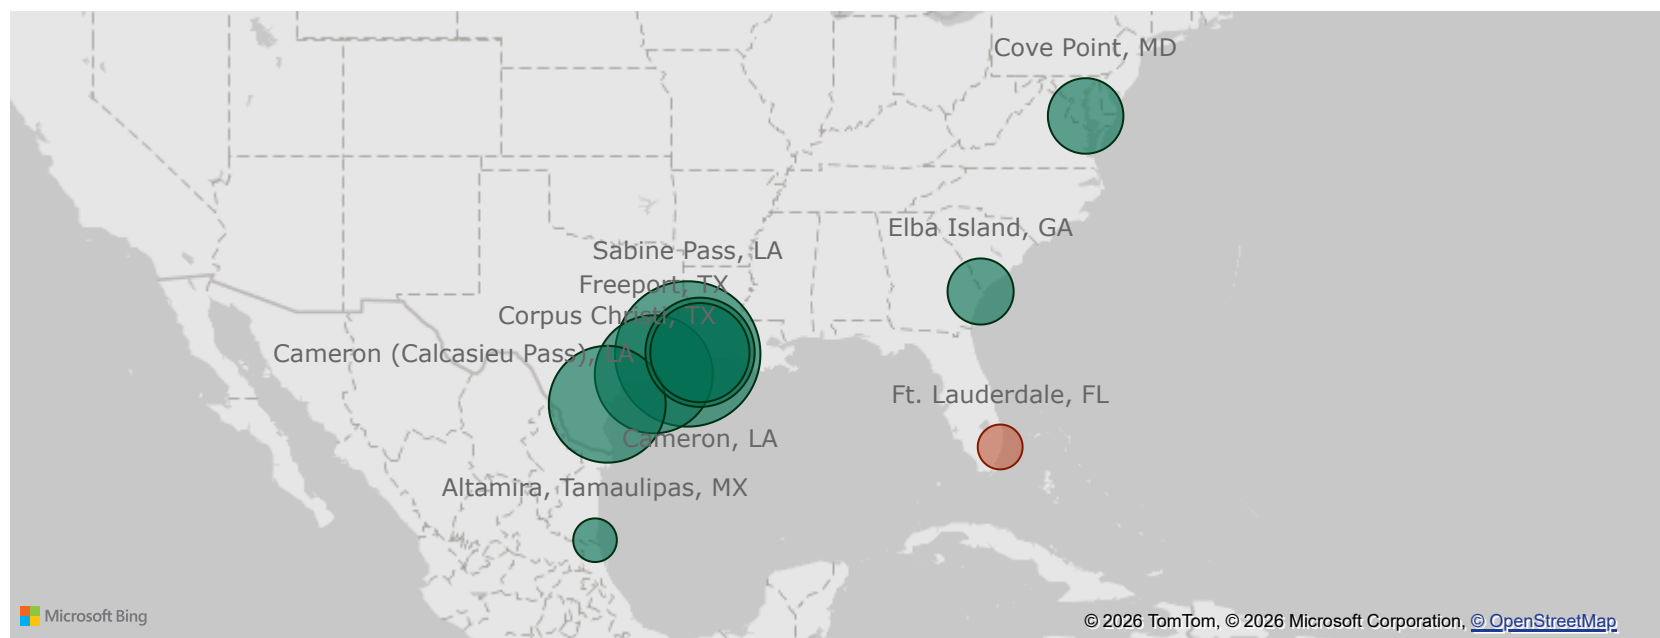 Cove Point, MD
Elba Island, GA
Sabine Pass, LA
Freeport, TX
Corpus Christi, TX
Cameron (Calcasieu Pass), LA
Ft. Lauderdale, FL
Cameron, LA
Altamira, Tamaulipas, MX
Microsoft Bing
© 2026 TomTom, © 2026 Microsoft Corporation, © OpenStreetMap